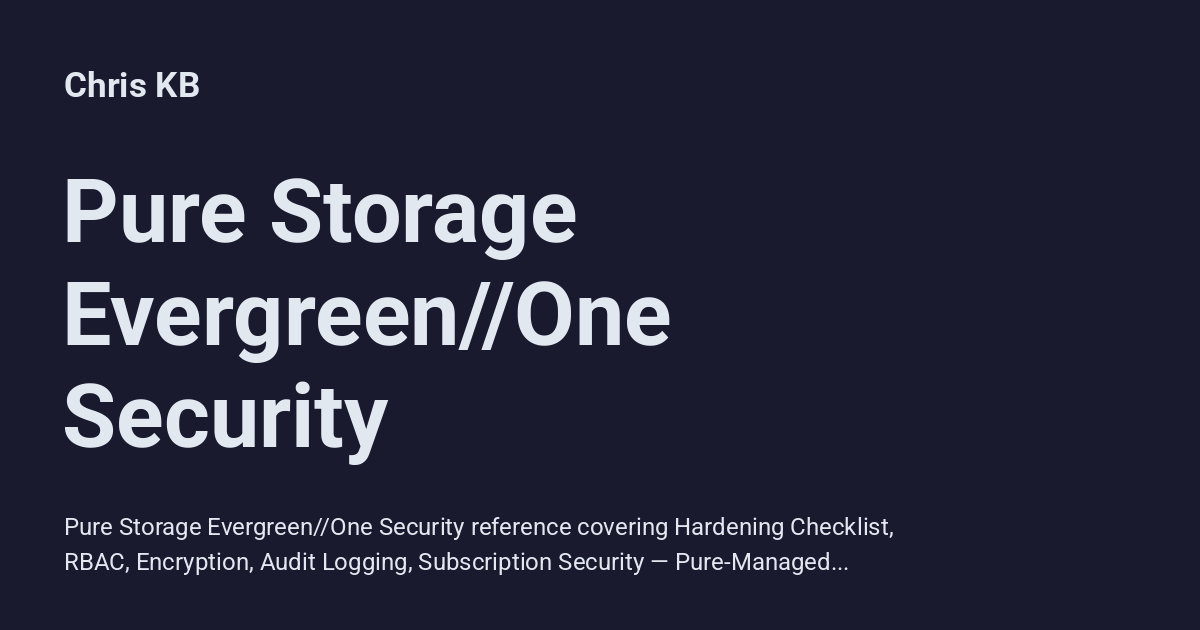 Chris KB
Pure Storage
Evergreen//One
Security
Pure Storage Evergreen//One Security reference covering Hardening Checklist,
RBAC, Encryption, Audit Logging, Subscription Security — Pure-Managed...